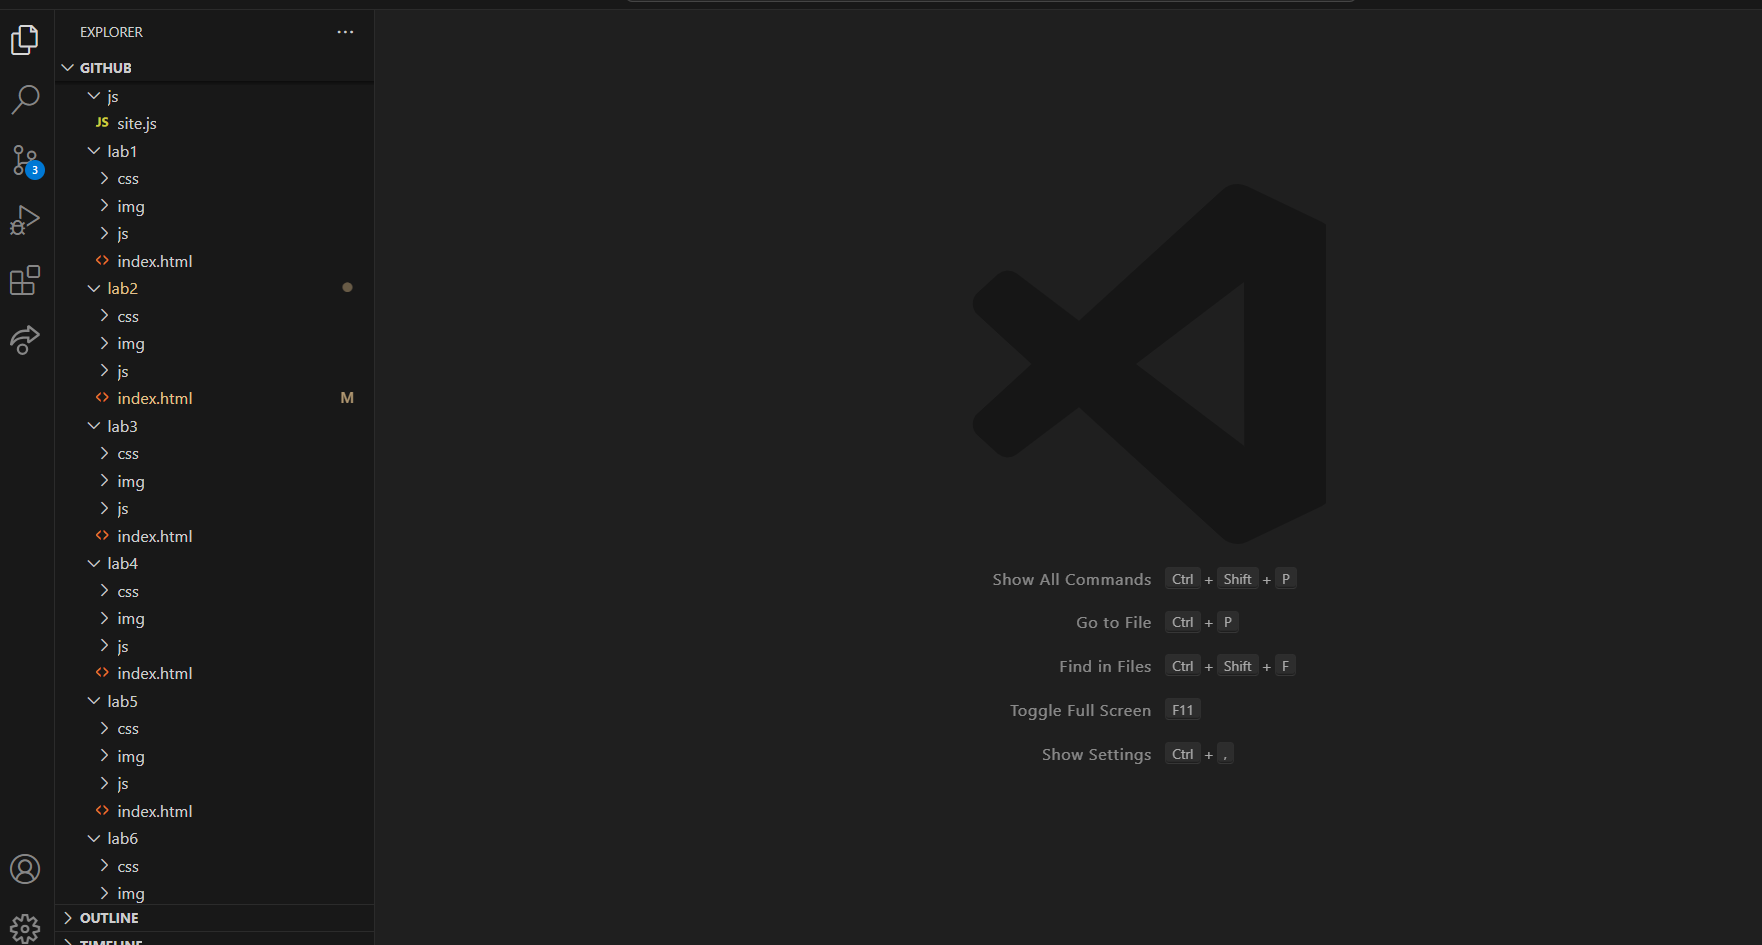 EXPLORER
GITHUB
js
JS site.js
lab1
css
img
js
index.html
lab2
css
img
js
index.html M
lab3
css
img
js
index.html
lab4
css
img
js
index.html
lab5
css
img
js
index.html
lab6
css
img
OUTLINE
TIMELINE
3
Show All Commands Ctrl + Shift + P
Go to File Ctrl + P
Find in Files Ctrl + Shift + F
Toggle Full Screen F11
Show Settings Ctrl + ,